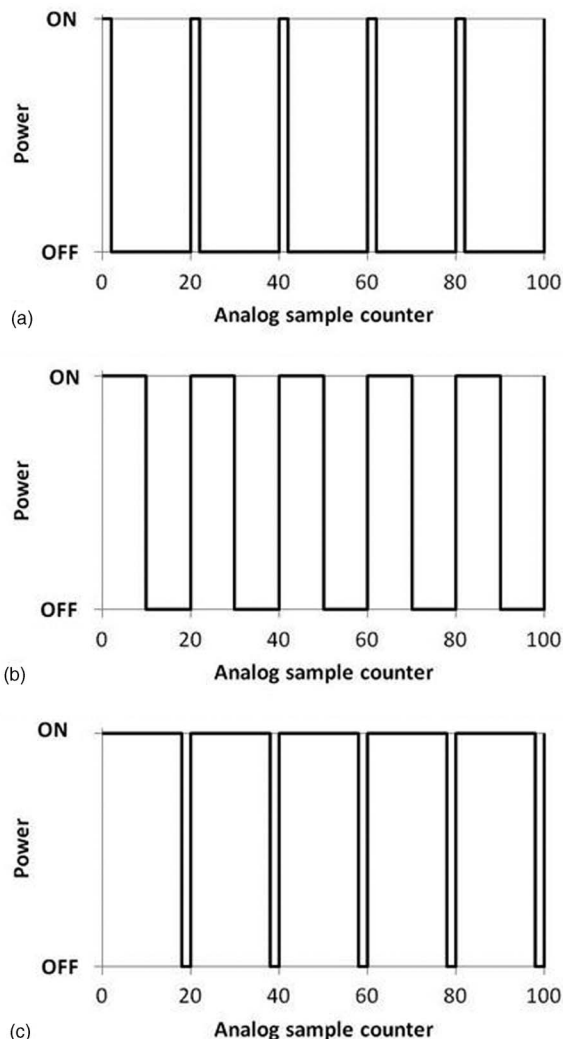 ON
Power
OFF
0 20 40 60 80 100
Analog sample counter
(a)
ON
Power
OFF
0 20 40 60 80 100
Analog sample counter
(b)
ON
Power
OFF
0 20 40 60 80 100
Analog sample counter
(c)